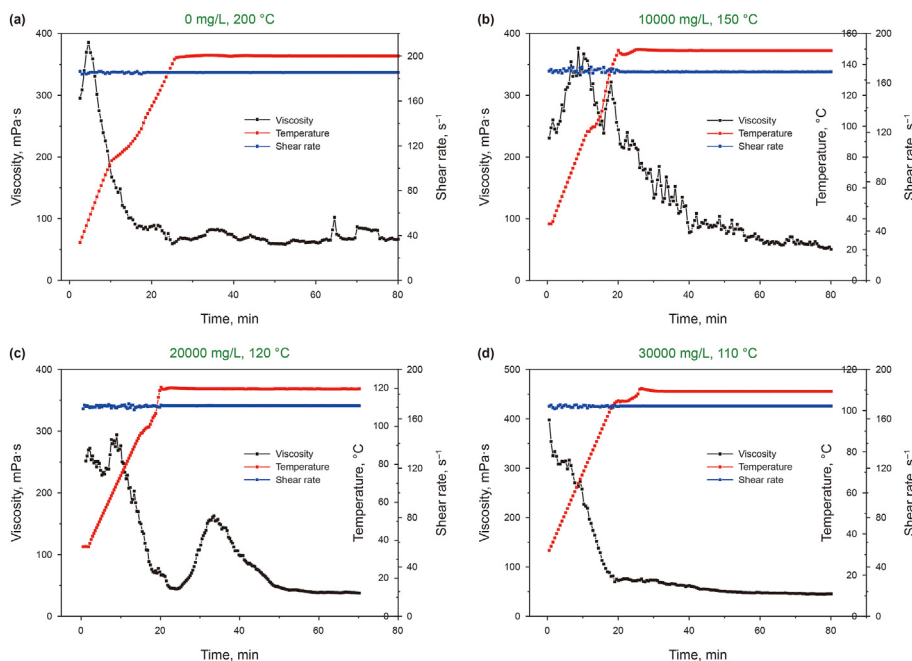 (a)
0 mg/L, 200 °C
400
300
200
100
0
Viscosity, mPa·s
Viscosity
Temperature
Shear rate
200
160
120
80
40
0
Shear rate, s⁻¹
0 20 40 60 80
Time, min
(b)
10000 mg/L, 150 °C
400
300
200
100
0
Viscosity, mPa·s
Viscosity
Temperature
Shear rate
160
140
120
100
80
60
40
20
0
Temperature, °C
200
160
120
80
40
0
Shear rate, s⁻¹
0 20 40 60 80
Time, min
(c)
20000 mg/L, 120 °C
400
300
200
100
0
Viscosity, mPa·s
Viscosity
Temperature
Shear rate
120
100
80
60
40
20
0
Temperature, °C
200
160
120
80
40
0
Shear rate, s⁻¹
0 20 40 60 80
Time, min
(d)
30000 mg/L, 110 °C
500
400
300
200
100
0
Viscosity, mPa·s
Viscosity
Temperature
Shear rate
120
100
80
60
40
20
0
Temperature, °C
200
160
120
80
40
0
Shear rate, s⁻¹
0 20 40 60 80
Time, min